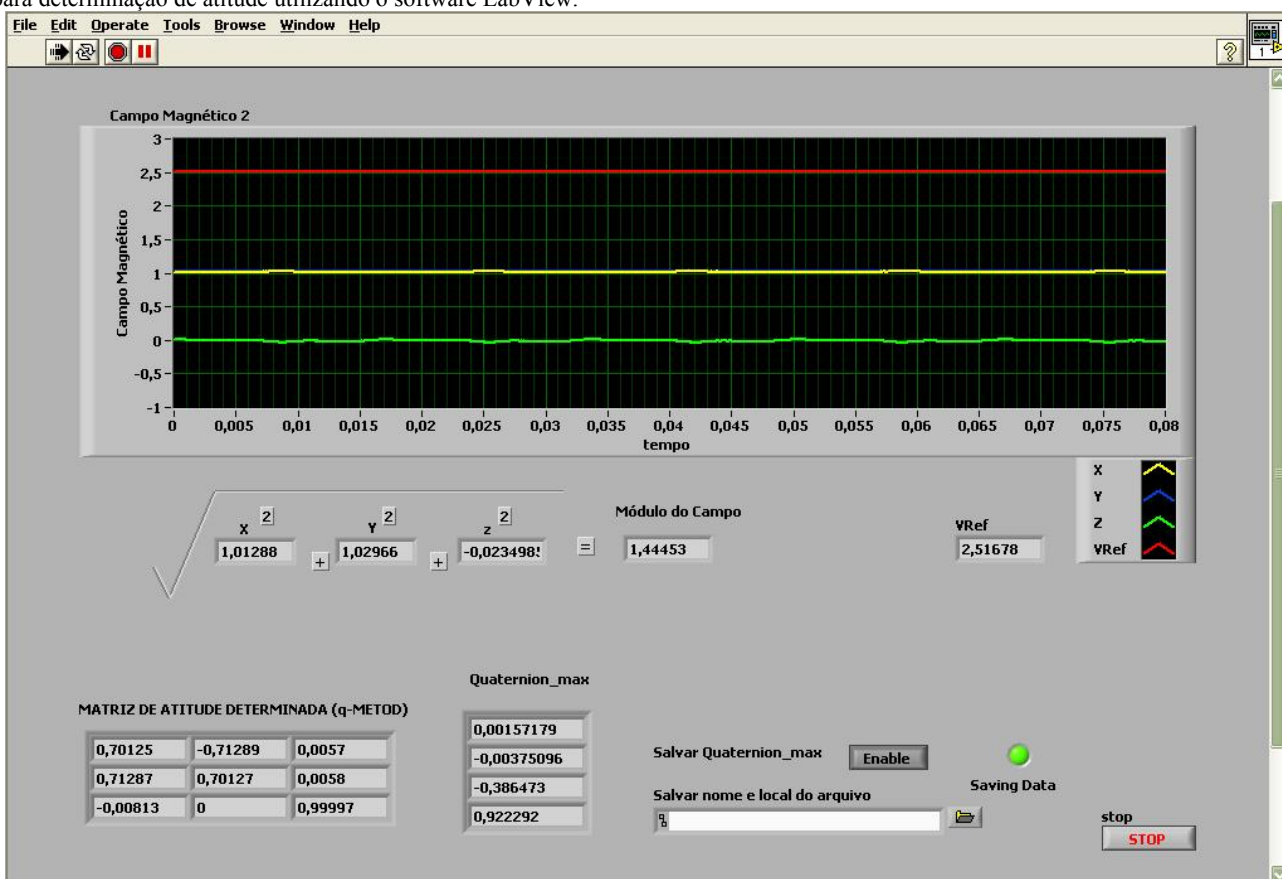 para determinação de atitude utilizando o software LabView.
File Edit Operate Tools Browse Window Help
?
1
Campo Magnético 2
3
2,5
2
1,5
1
0,5
0
-0,5
-1
Campo Magnético
0 0,005 0,01 0,015 0,02 0,025 0,03 0,035 0,04 0,045 0,05 0,055 0,06 0,065 0,07 0,075 0,08
tempo
X
Y
Z
VRef
X 2 Y 2 z 2
1,01288 + 1,02966 + -0,023498 =
Módulo do Campo
1,44453
VRef
2,51678
Quaternion_max
0,00157179
-0,00375096
-0,386473
0,922292
MATRIZ DE ATITUDE DETERMINADA (q-METOD)
0,70125 -0,71289 0,0057
0,71287 0,70127 0,0058
-0,00813 0 0,99997
Salvar Quaternion_max Enable
Saving Data
Salvar nome e local do arquivo
stop
STOP